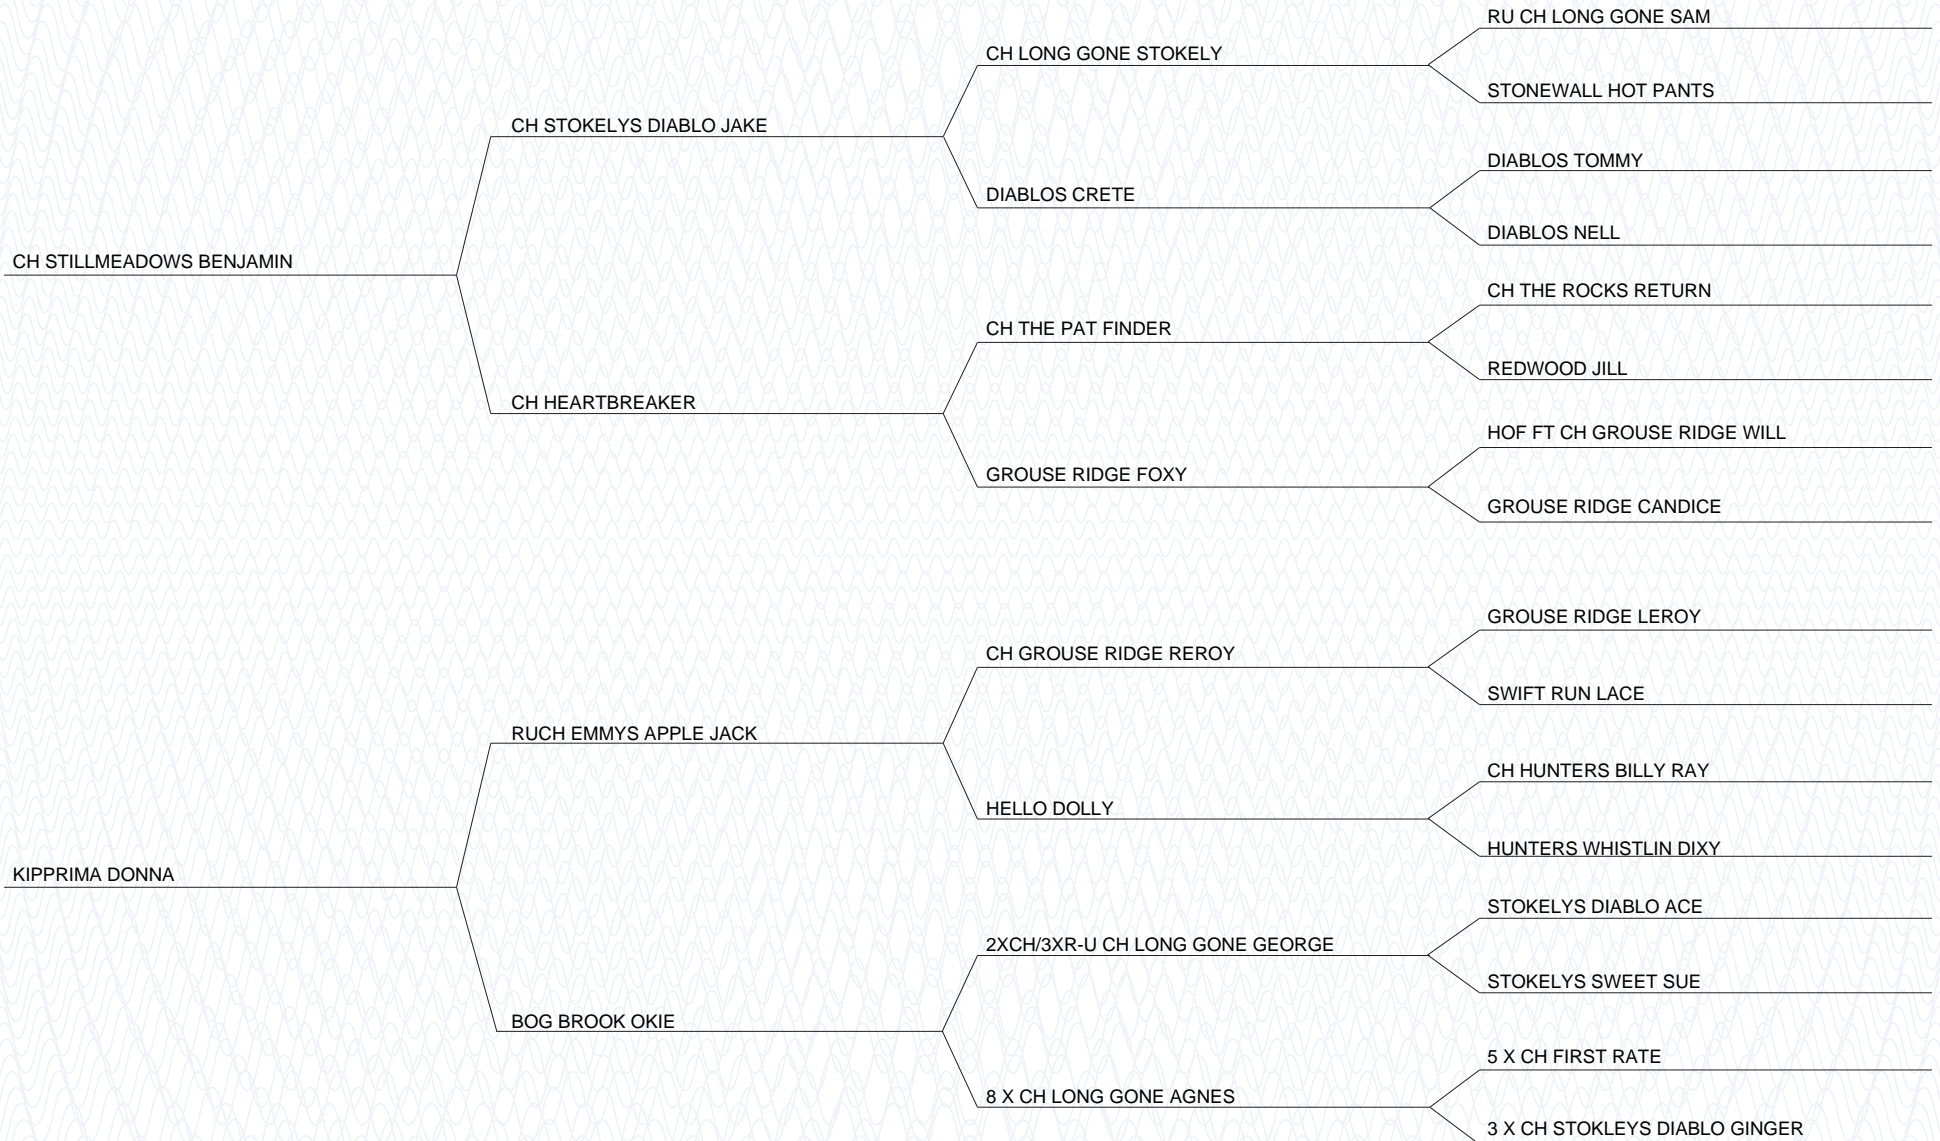 RU CH LONG GONE SAM
CH LONG GONE STOKELY
STONEWALL HOT PANTS
CH STOKELYS DIABLO JAKE
DIABLOS TOMMY
DIABLOS CRETE
DIABLOS NELL
CH STILLMEADOWS BENJAMIN
CH THE ROCKS RETURN
CH THE PAT FINDER
REDWOOD JILL
CH HEARTBREAKER
HOF FT CH GROUSE RIDGE WILL
GROUSE RIDGE FOXY
GROUSE RIDGE CANDICE
GROUSE RIDGE LEROY
CH GROUSE RIDGE REROY
SWIFT RUN LACE
RUCH EMMYS APPLE JACK
CH HUNTERS BILLY RAY
HELLO DOLLY
HUNTERS WHISTLIN DIXY
KIPPRIMA DONNA
STOKELYS DIABLO ACE
2XCH/3XR-U CH LONG GONE GEORGE
STOKELYS SWEET SUE
BOG BROOK OKIE
5 X CH FIRST RATE
8 X CH LONG GONE AGNES
3 X CH STOKLEYS DIABLO GINGER